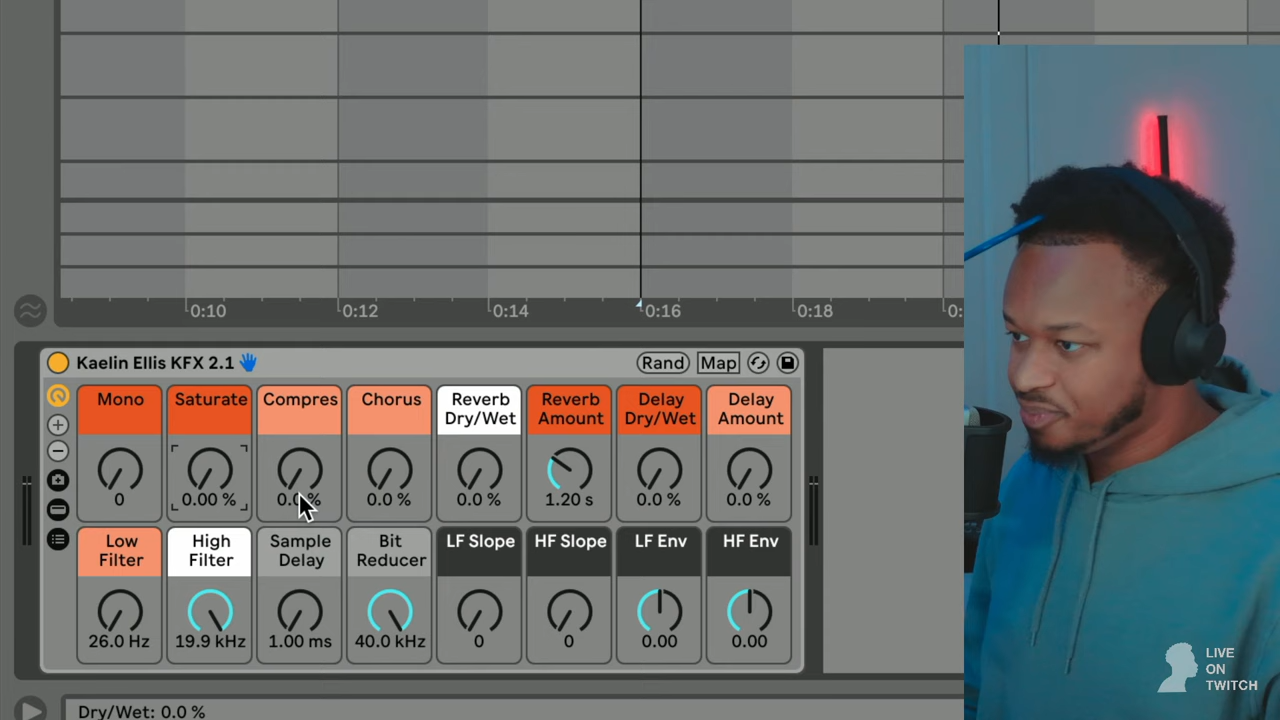 0:10
0:12
0:14
0:16
0:18
Kaelin Ellis KFX 2.1
Rand
Map
Mono
Saturate
Compres
Chorus
Reverb
Dry/Wet
Reverb
Amount
Delay
Dry/Wet
Delay
Amount
0
0.00 %
0.0 %
0.0 %
1.20 s
0.0 %
0.0 %
Low
Filter
High
Filter
Sample
Delay
Bit
Reducer
LF Slope
HF Slope
LF Env
HF Env
26.0 Hz
19.9 kHz
1.00 ms
40.0 kHz
0
0
0.00
0.00
Dry/Wet: 0.0 %
LIVE
ON
TWITCH